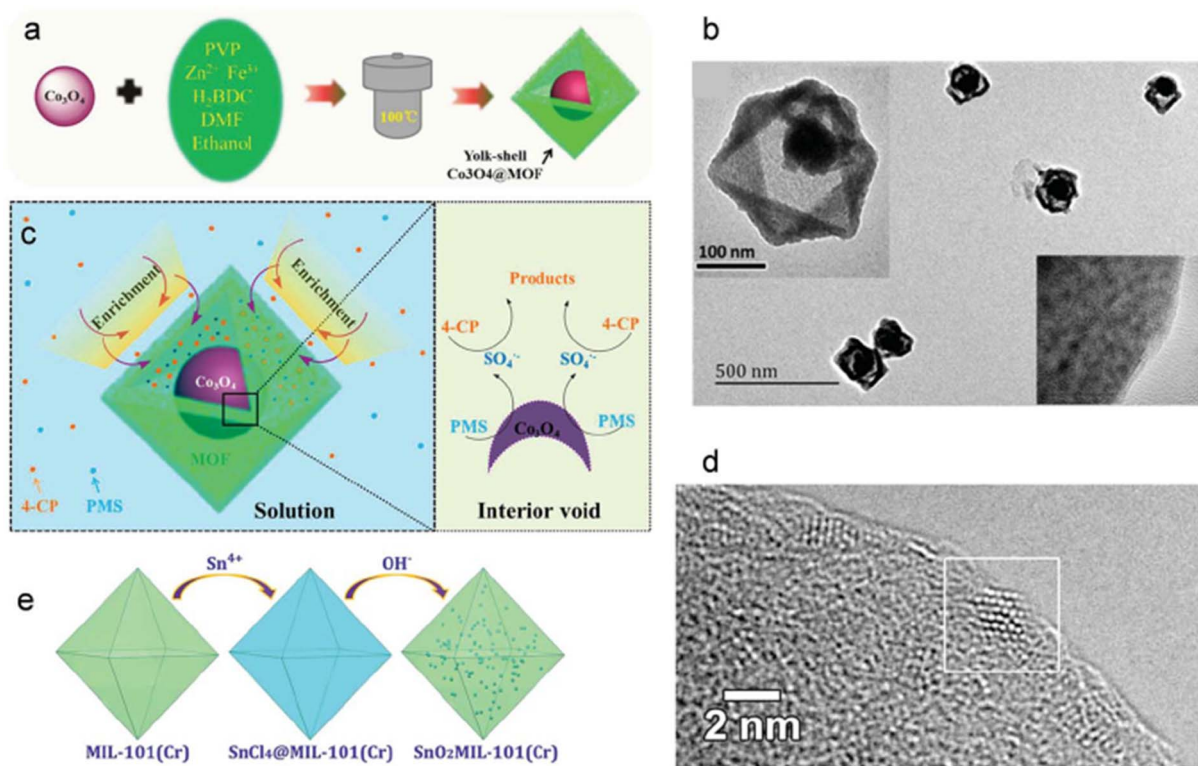 a
Co₃O₄
PVP
Zn²⁺ Fe³⁺
H₂BDC
DMF
Ethanol
100℃
Yolk-shell
Co3O4@MOF
b
100 nm
500 nm
c
Enrichment
Enrichment
Co₃O₄
MOF
4-CP
PMS
Solution
Products
4-CP
4-CP
SO₄·⁻
SO₄·⁻
PMS
Co₃O₄
PMS
Interior void
d
2 nm
e
Sn⁴⁺
OH⁻
MIL-101(Cr)
SnCl₄@MIL-101(Cr)
SnO₂MIL-101(Cr)